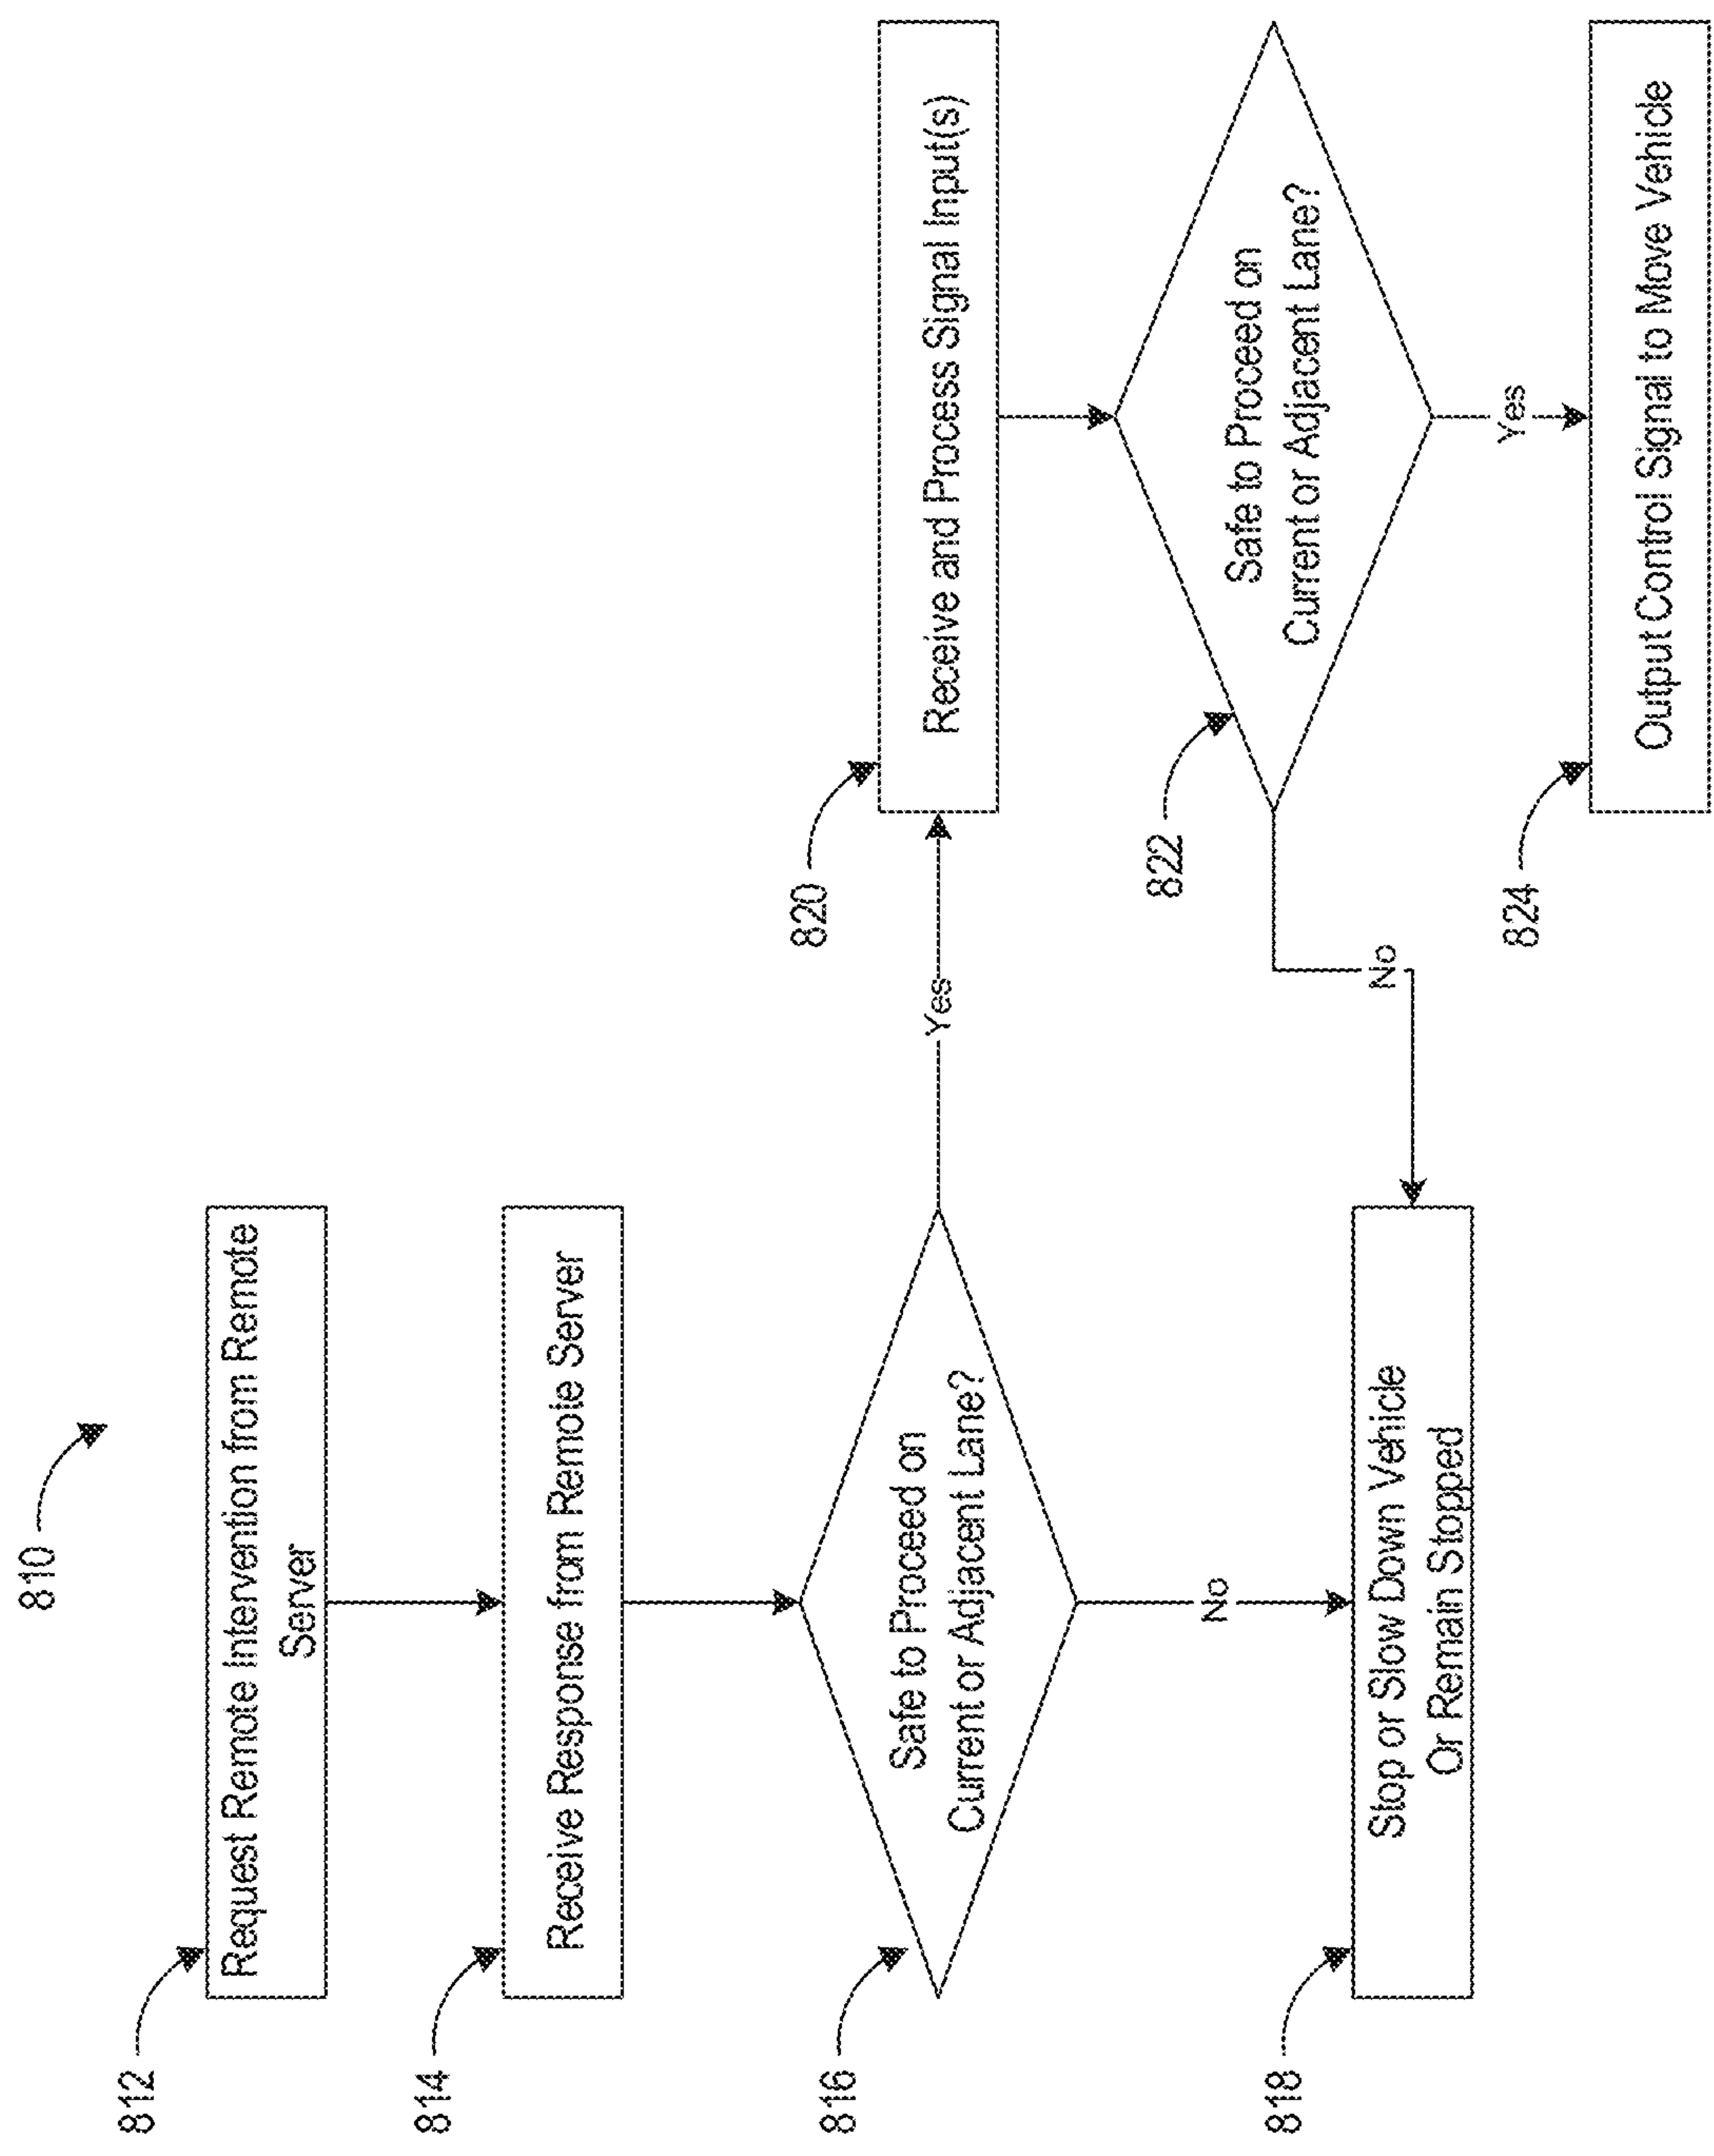 810
812
Request Remote Intervention from Remote
Server
814
Receive Response from Remote Server
816
Safe to Proceed on
Current or Adjacent Lane?
Yes
No
818
Stop or Slow Down Vehicle
Or Remain Stopped
820
Receive and Process Signal Input(s)
822
Safe to Proceed on
Current or Adjacent Lane?
No
Yes
824
Output Control Signal to Move Vehicle